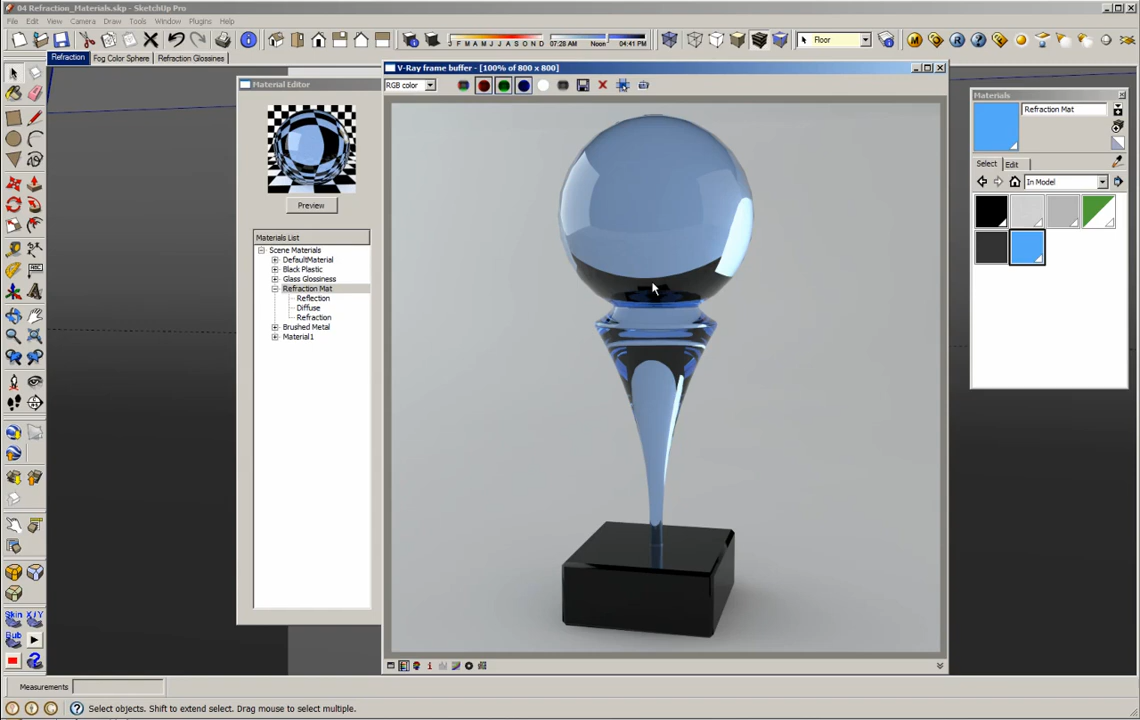 04 Refraction_Materials.skp - SketchUp Pro
File Edit View Camera Draw Tools Window Plugins Help
J F M A M J J A S O N D 07:28 AM Noon 04:41 PM
Floor
Refraction Fog Color Sphere Refraction Glossines
V-Ray frame buffer - [100% of 800 x 800]
RGB color
Material Editor
Preview
Materials List
Scene Materials
DefaultMaterial
Black Plastic
Glass Glossiness
Refraction Mat
Reflection
Diffuse
Refraction
Brushed Metal
Material1
Materials
Refraction Mat
Select Edit
In Model
Skin X/Y
Bub
Measurements
Select objects. Shift to extend select. Drag mouse to select multiple.